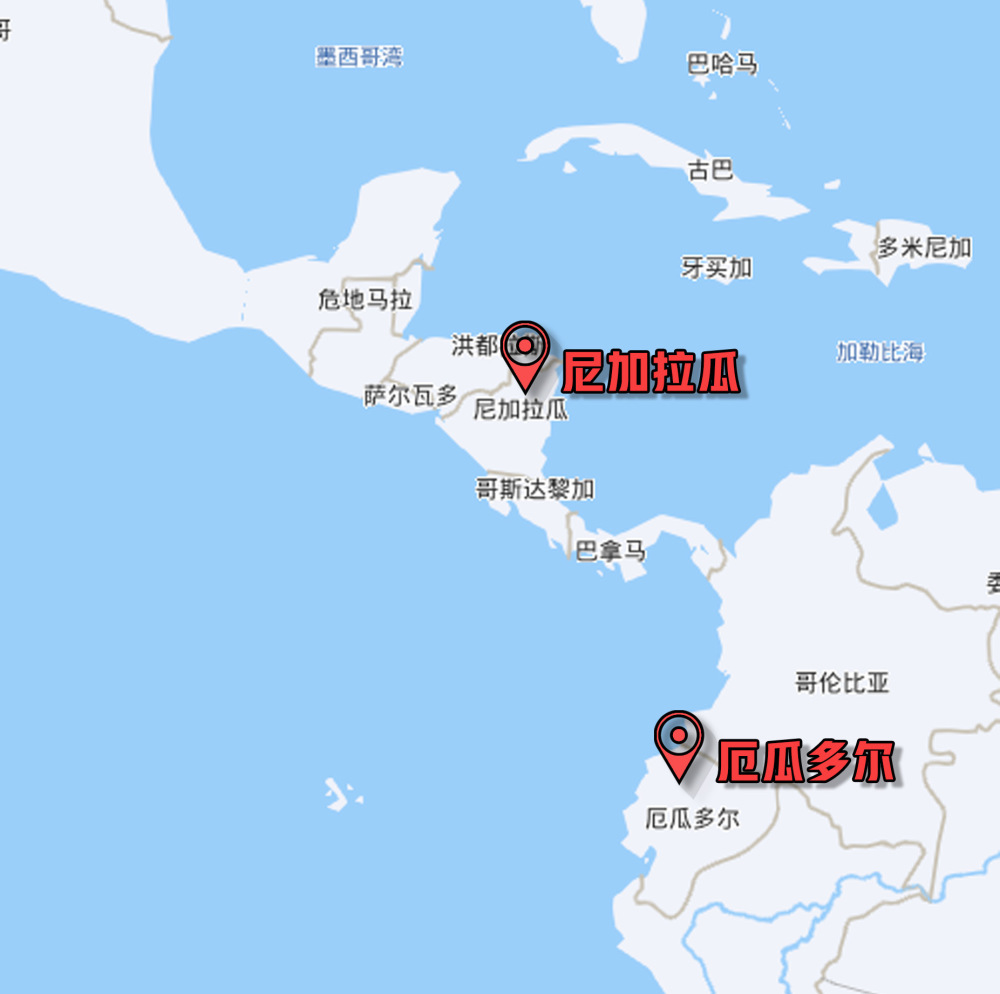 哥
墨西哥湾
巴哈马
古巴
多米尼加
牙买加
危地马拉
洪都拉斯
加勒比海
尼加拉瓜
萨尔瓦多
尼加拉瓜
哥斯达黎加
巴拿马
委
哥伦比亚
厄瓜多尔
厄瓜多尔